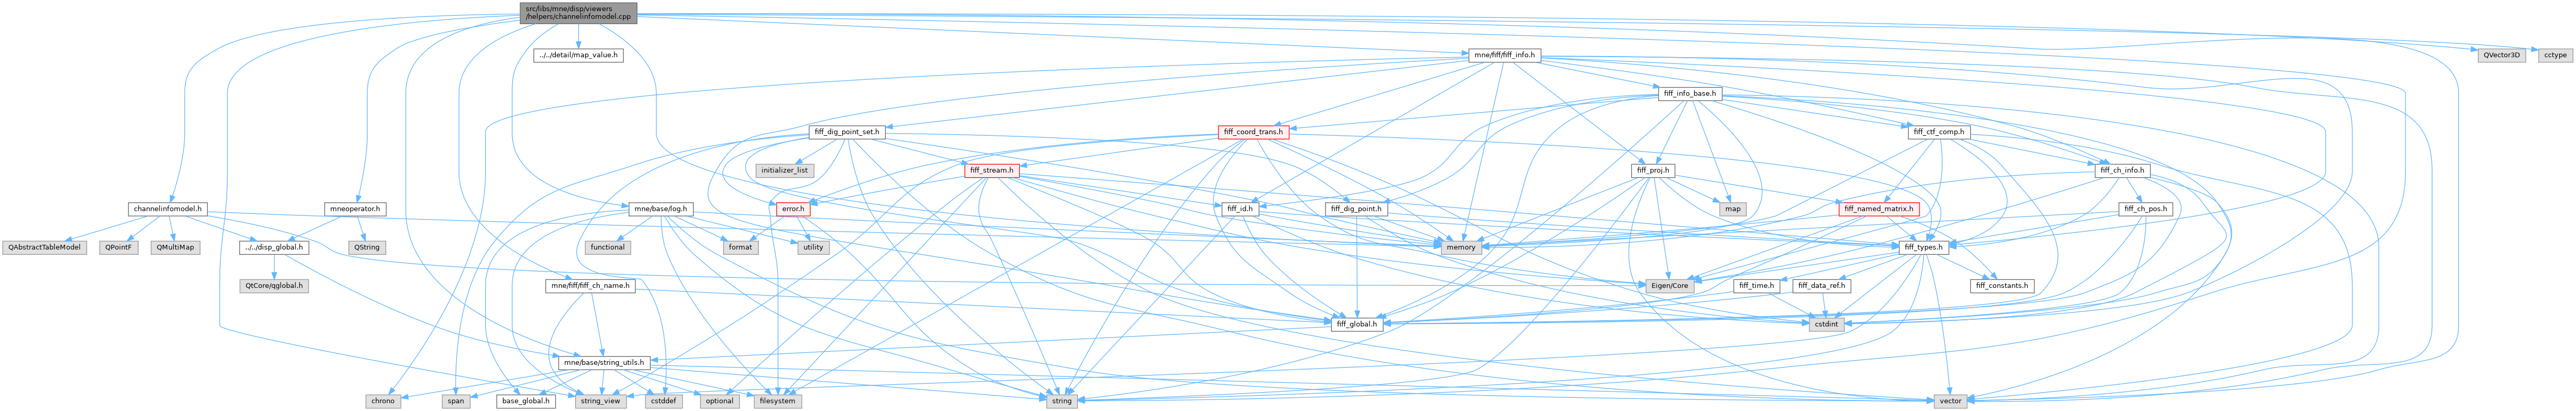 src/libs/mne/disp/viewers
/helpers/channelinfomodel.cpp
../../detail/map_value.h
mne/fiff/fiff_info.h
QVector3D
cctype
fiff_info_base.h
fiff_dig_point_set.h
fiff_coord_trans.h
fiff_ctf_comp.h
initializer_list
fiff_stream.h
fiff_proj.h
fiff_ch_info.h
channelinfomodel.h
mneoperator.h
mne/base/log.h
error.h
fiff_id.h
fiff_dig_point.h
map
fiff_named_matrix.h
fiff_ch_pos.h
QAbstractTableModel
QPointF
QMultiMap
../../disp_global.h
QString
functional
format
utility
memory
fiff_types.h
QtCore/qglobal.h
mne/fiff/fiff_ch_name.h
Eigen/Core
fiff_time.h
fiff_data_ref.h
fiff_constants.h
fiff_global.h
cstdint
mne/base/string_utils.h
chrono
span
base_global.h
string_view
cstddef
optional
filesystem
string
vector